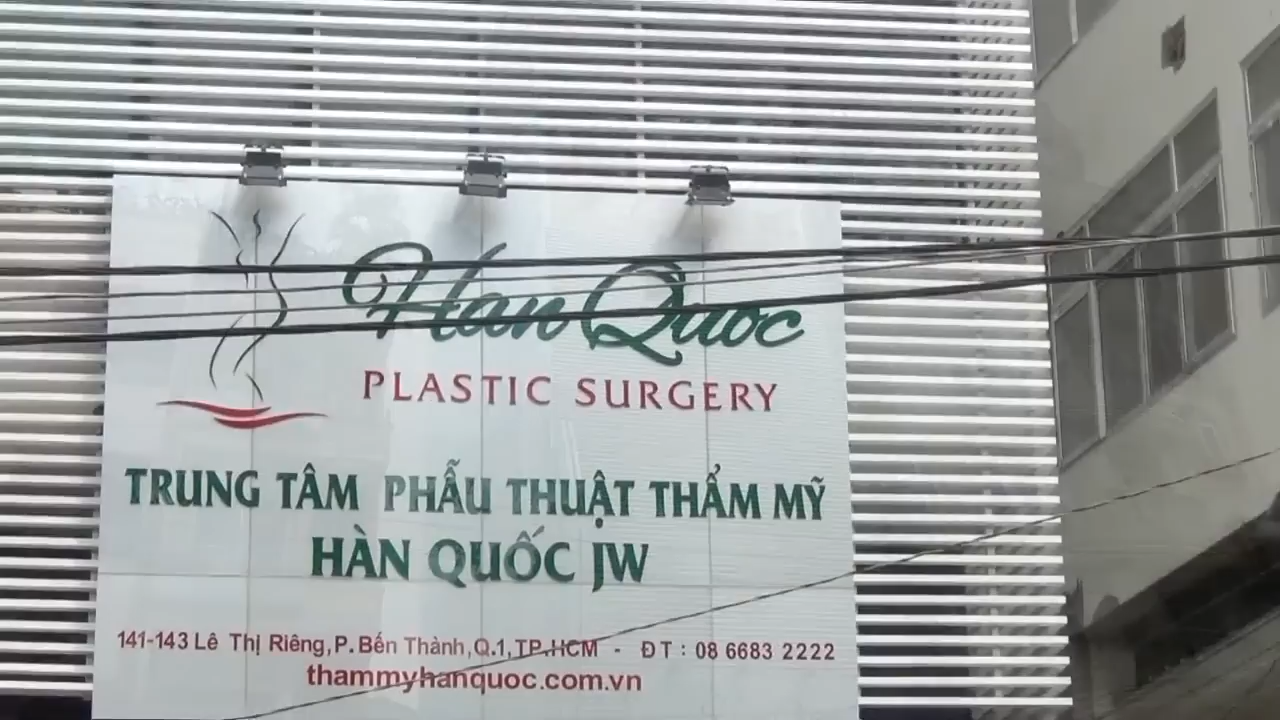 Han Quoc
PLASTIC SURGERY
TRUNG TÂM PHẪU THUẬT THẨM MỸ
HÀN QUỐC JW
141-143 Lê Thị Riêng, P. Bến Thành, Q.1, TP.HCM - ĐT : 08 6683 2222
thammyhanquoc.com.vn